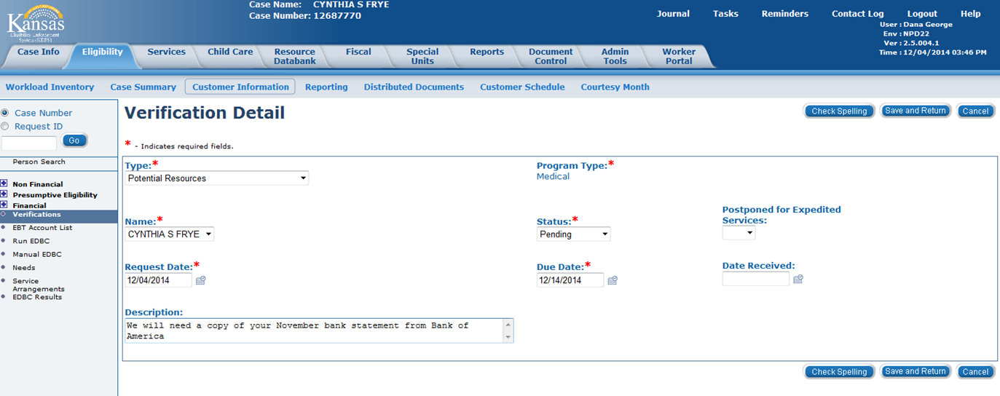 Case Name: CYNTHIA S FRYE
Case Number: 12687770
Kansas
Eligibility Enforcement
System (KEES)
Journal Tasks Reminders Contact Log Logout Help
User : Dana George
Env : NPD22
Ver : 2.5.004.1
Time : 12/04/2014 03:46 PM
Case Info Eligibility Services Child Care Resource Databank Fiscal Special Units Reports Document Control Admin Tools Worker Portal
Workload Inventory Case Summary Customer Information Reporting Distributed Documents Customer Schedule Courtesy Month
Case Number
Request ID
Go
Person Search
Non Financial
Presumptive Eligibility
Financial
Verifications
EBT Account List
Run EDBC
Manual EDBC
Needs
Service
Arrangements
EDBC Results
Verification Detail
Check Spelling Save and Return Cancel
* - Indicates required fields.
Type:*
Potential Resources
Program Type:*
Medical
Name:*
CYNTHIA S FRYE
Status:*
Pending
Postponed for Expedited
Services:
Request Date:*
12/04/2014
Due Date:*
12/14/2014
Date Received:
Description:
We will need a copy of your November bank statement from Bank of
America
Check Spelling Save and Return Cancel